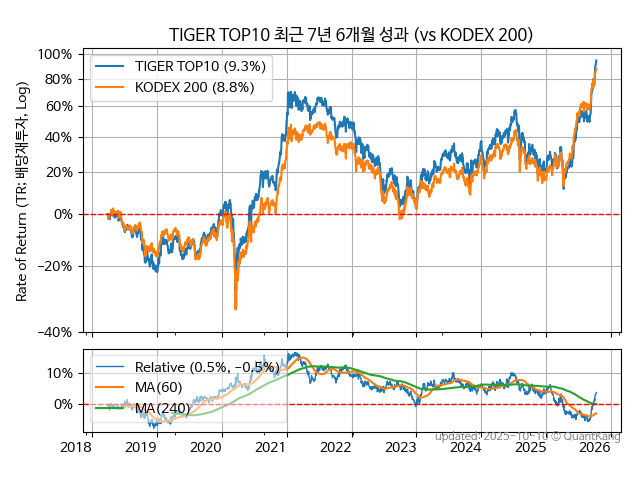 TIGER TOP10 최근 7년 6개월 성과 (vs KODEX 200)
Rate of Return (TR: 배당재투자, Log)
100%
80%
60%
40%
20%
0%
−20%
−40%
TIGER TOP10 (9.3%)
KODEX 200 (8.8%)
10%
0%
Relative (0.5%, −0.5%)
MA(60)
MA(240)
2018 2019 2020 2021 2022 2023 2024 2025 2026
updated: 2025-10-10 © QuantKang